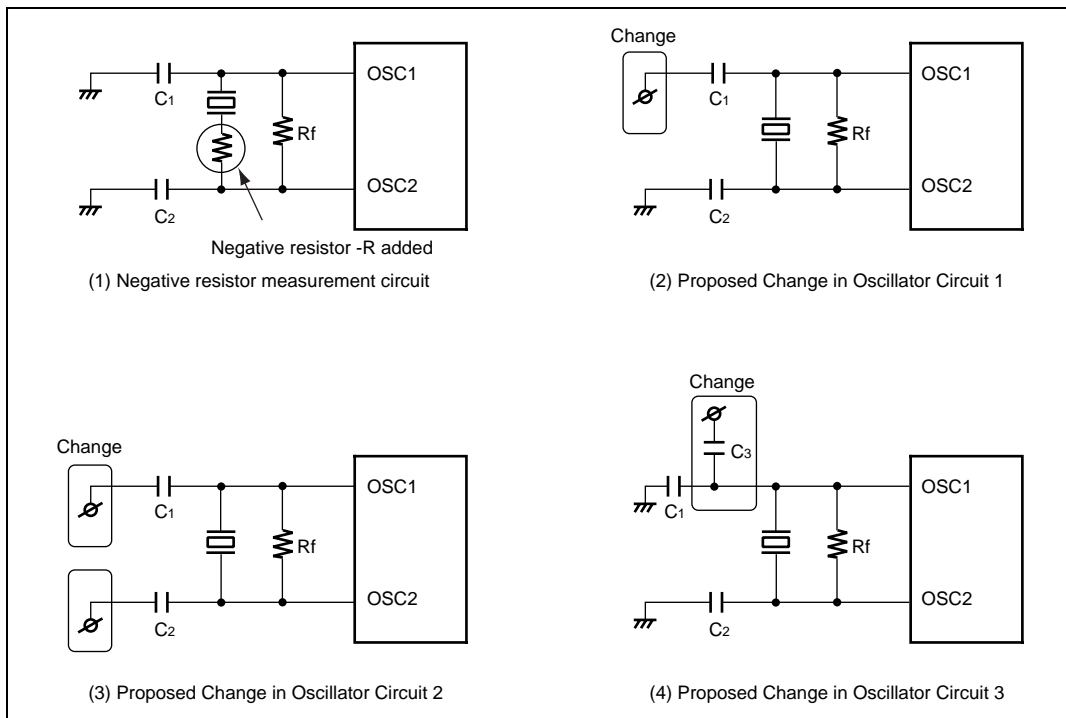 OSC1
C1
Rf
OSC2
C2
Negative resistor -R added
(1) Negative resistor measurement circuit
Change
OSC1
C1
Rf
OSC2
C2
(2) Proposed Change in Oscillator Circuit 1
Change
OSC1
C1
Rf
OSC2
C2
(3) Proposed Change in Oscillator Circuit 2
Change
C3
OSC1
C1
Rf
OSC2
C2
(4) Proposed Change in Oscillator Circuit 3